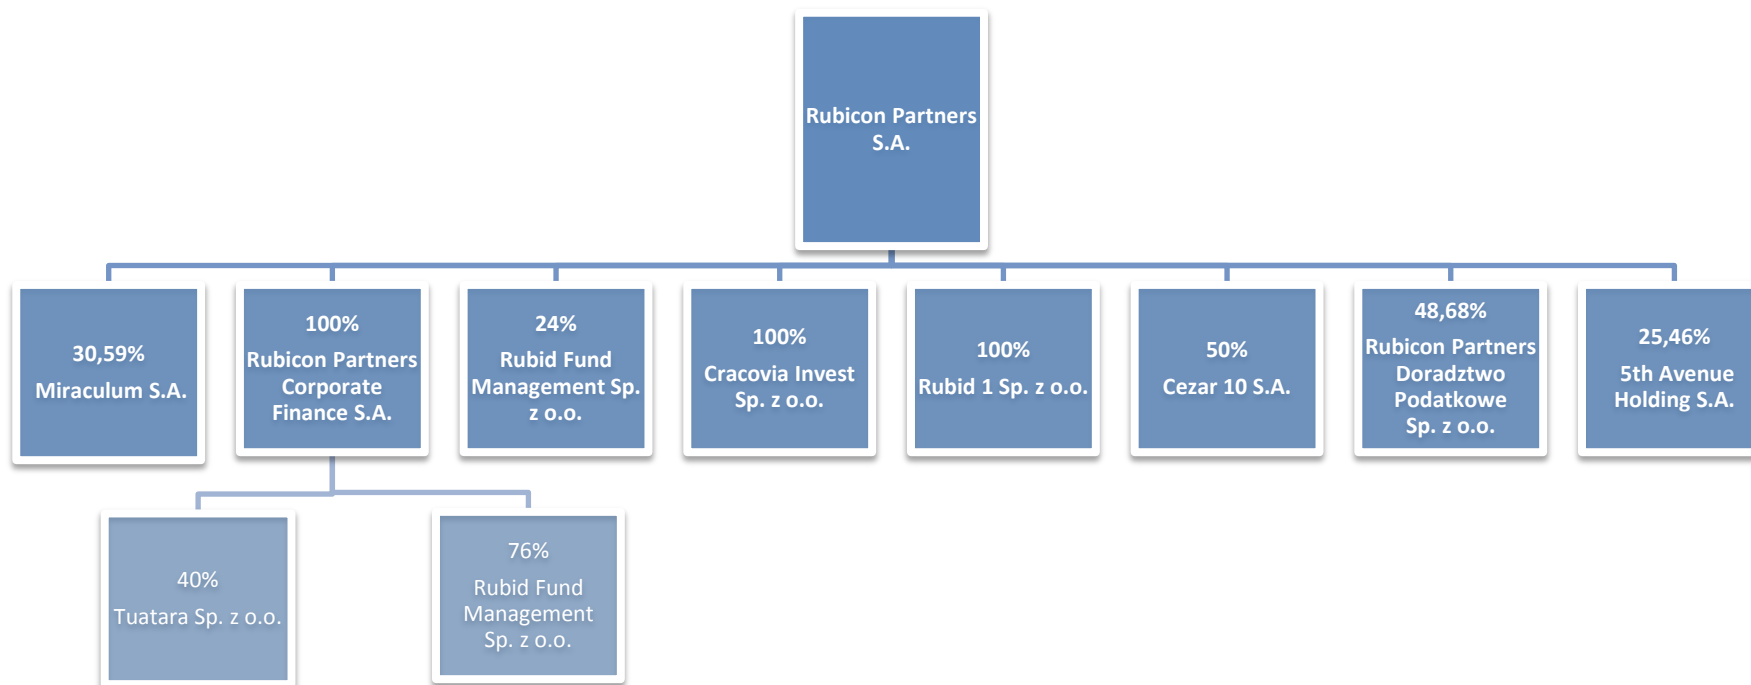 Rubicon Partners
S.A.
30,59%
Miraculum S.A.
100%
Rubicon Partners
Corporate
Finance S.A.
24%
Rubid Fund
Management Sp.
z o.o.
100%
Cracovia Invest
Sp. z o.o.
100%
Rubid 1 Sp. z o.o.
50%
Cezar 10 S.A.
48,68%
Rubicon Partners
Doradztwo
Podatkowe
Sp. z o.o.
25,46%
5th Avenue
Holding S.A.
40%
Tuatara Sp. z o.o.
76%
Rubid Fund
Management
Sp. z o.o.